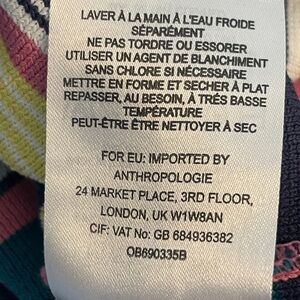 LAVER À LA MAIN À L'EAU FROIDE
SÉPARÉMENT
NE PAS TORDRE OU ESSORER
UTILISER UN AGENT DE BLANCHIMENT
SANS CHLORE SI NÉCESSAIRE
METTRE EN FORME ET SECHER À PLAT
REPASSER, AU BESOIN, À TRÉS BASSE
TEMPÉRATURE
PEUT-ÊTRE ÊTRE NETTOYER À SEC
FOR EU: IMPORTED BY
ANTHROPOLOGIE
24 MARKET PLACE, 3RD FLOOR,
LONDON, UK W1W8AN
CIF: VAT No: GB 684936382
OB690335B